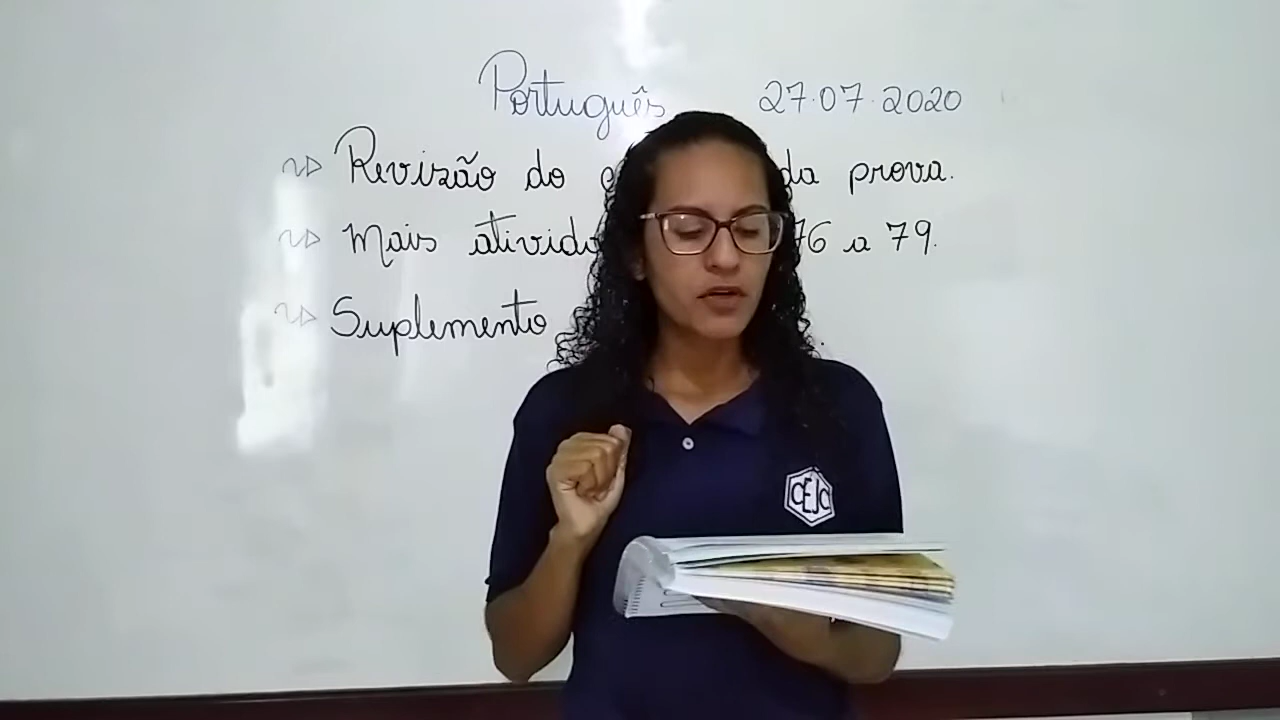 Português 27.07.2020
Revisão do da prova.
Mais 76 a 79.
Suplemento
CEJC